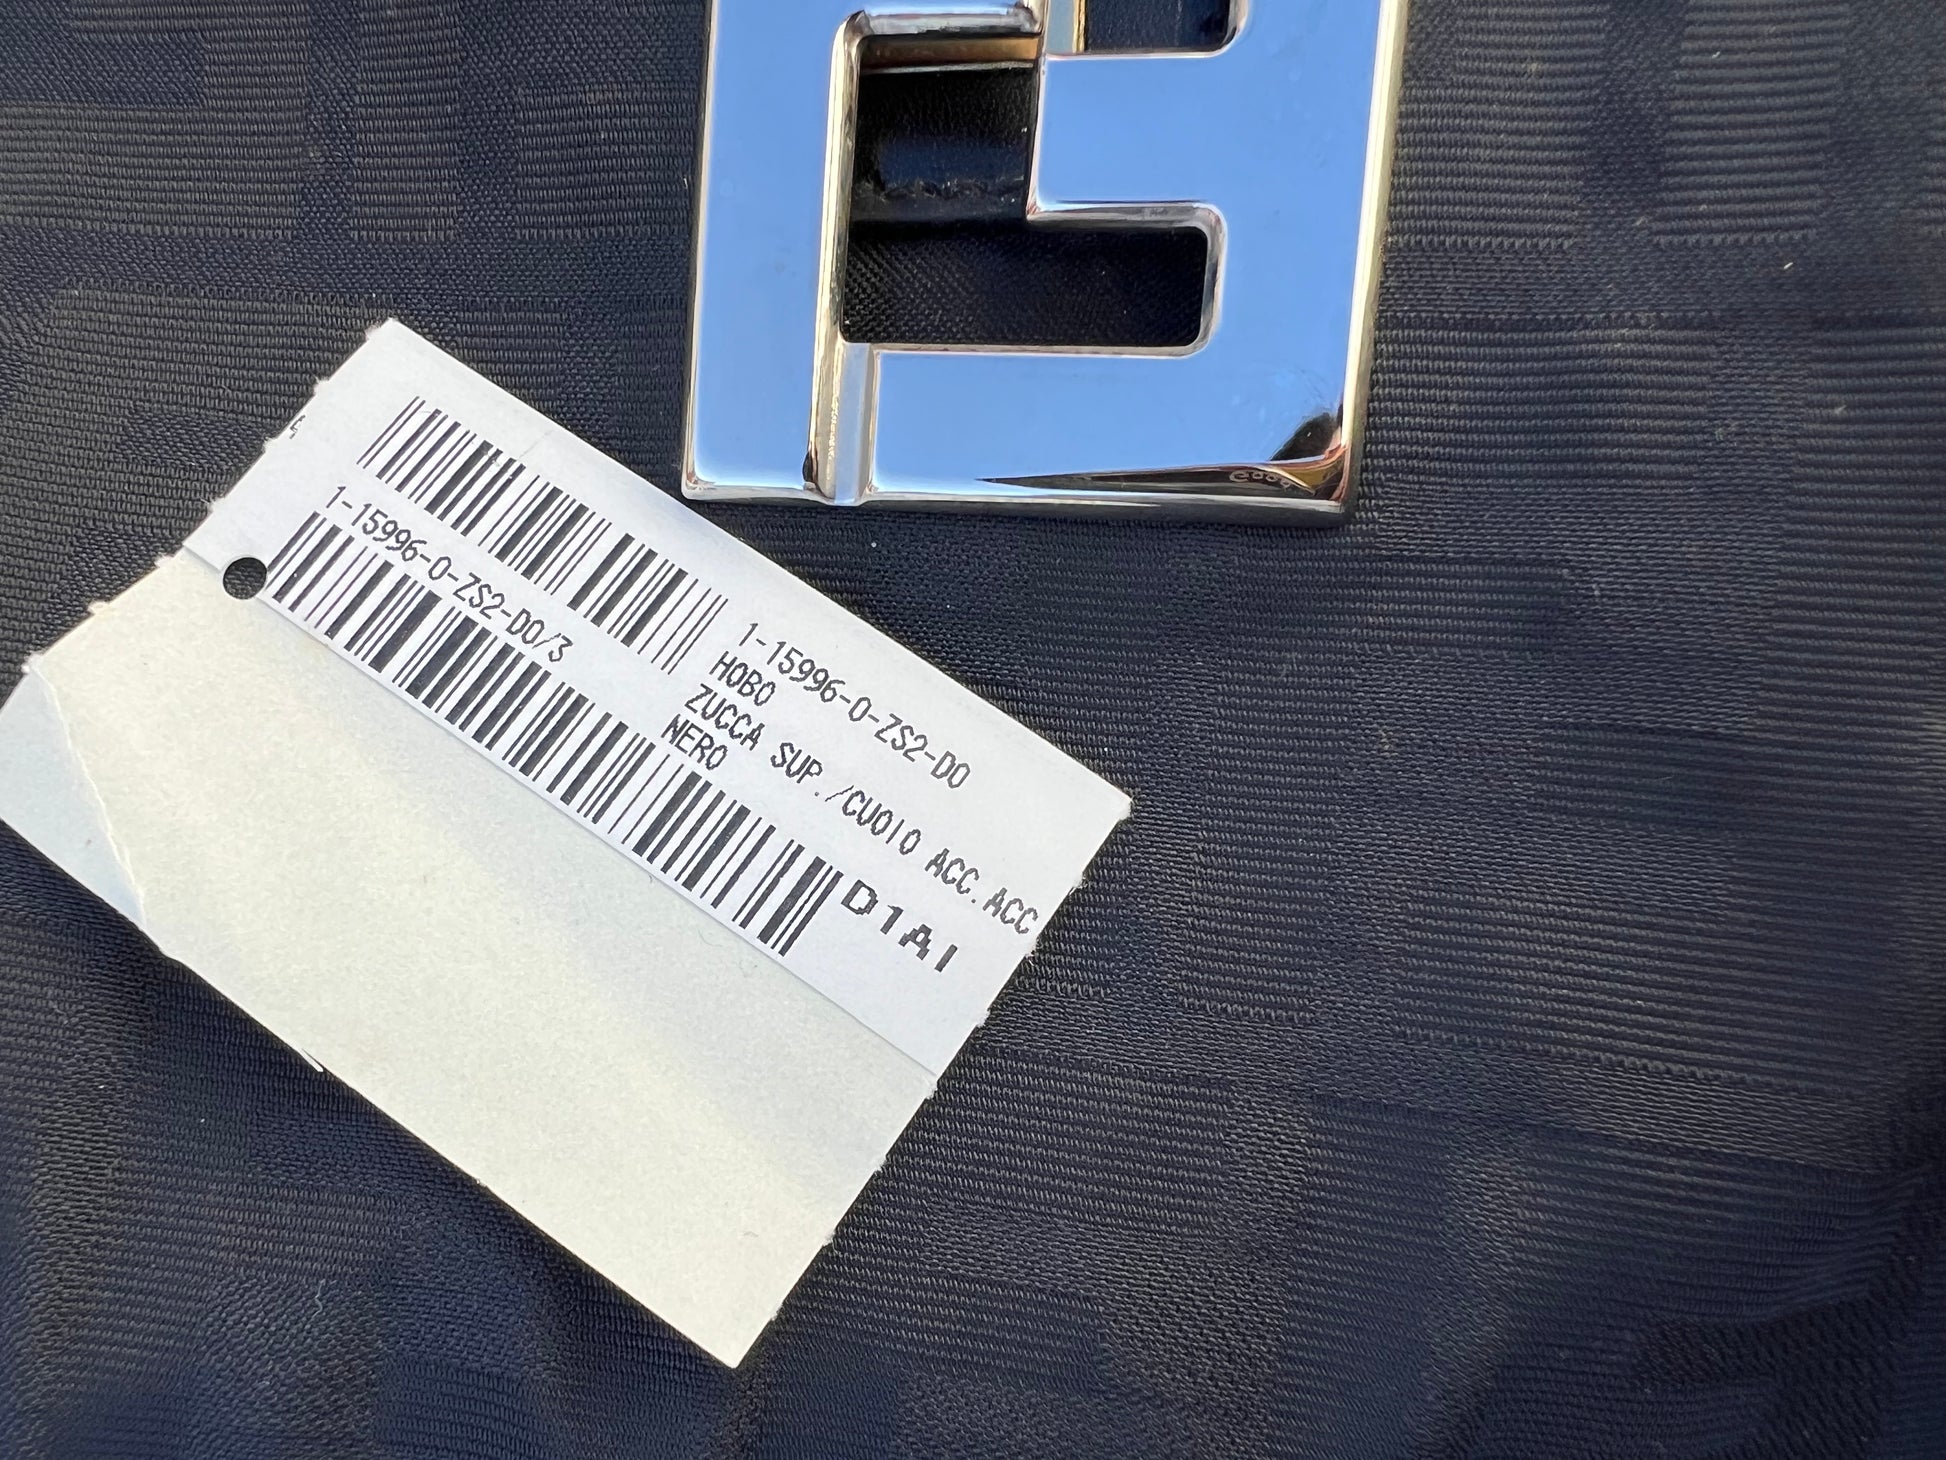 1-15996-0-ZS2-D0
HOBO
ZUCCA SUP./CUOIO ACC.ACC
NERO
1-15996-0-ZS2-D0/3
D1AI